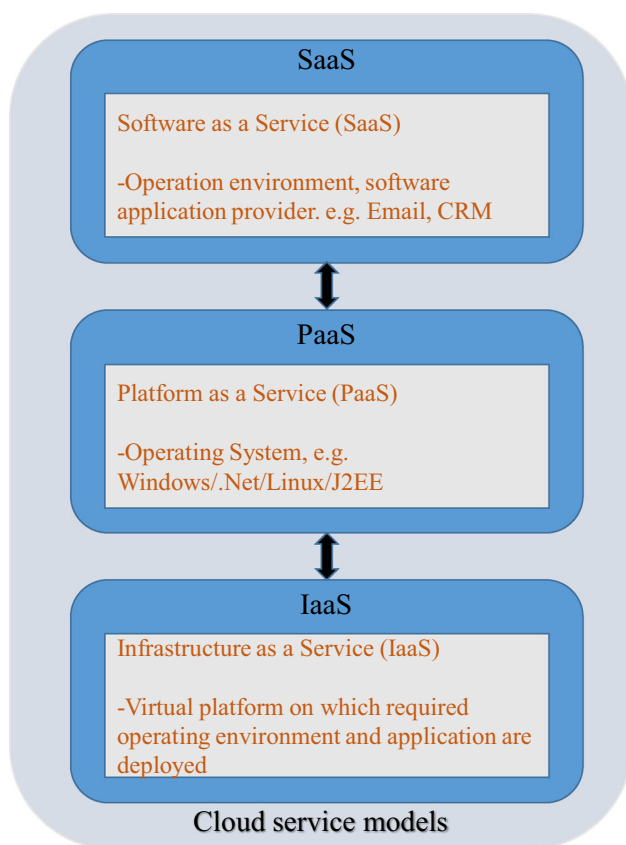 SaaS
Software as a Service (SaaS)
-Operation environment, software
application provider. e.g. Email, CRM
PaaS
Platform as a Service (PaaS)
-Operating System, e.g.
Windows/.Net/Linux/J2EE
IaaS
Infrastructure as a Service (IaaS)
-Virtual platform on which required
operating environment and application are
deployed
Cloud service models